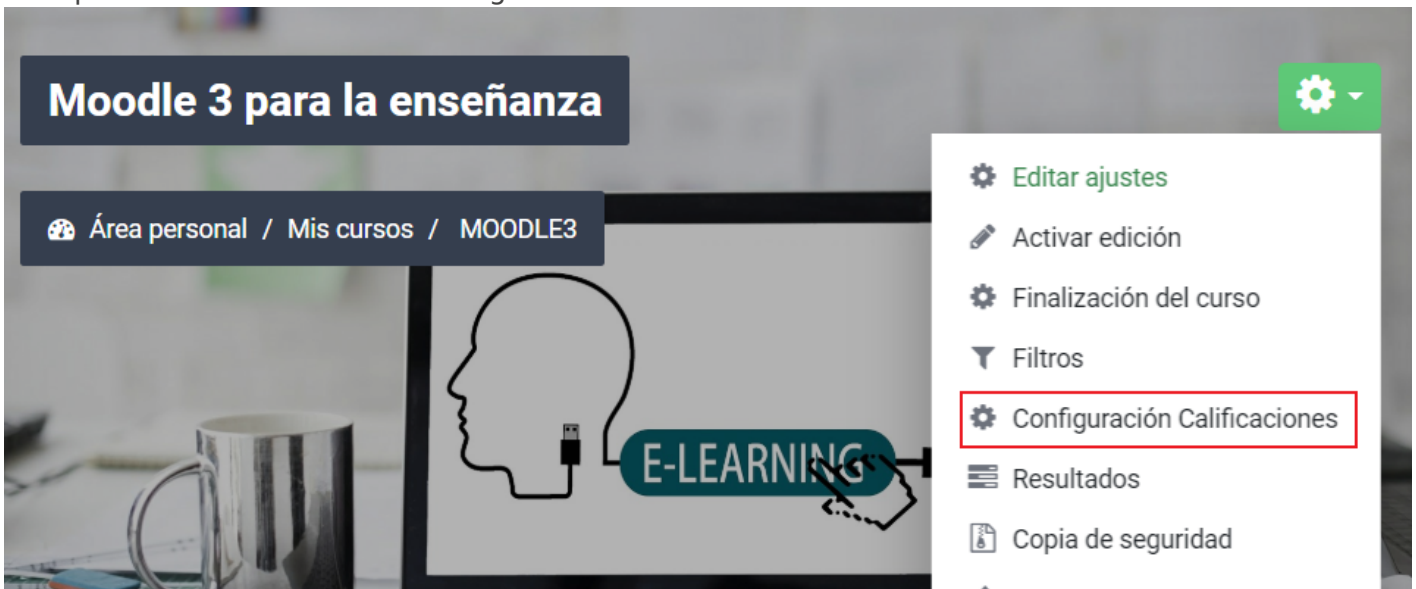 Moodle 3 para la enseñanza
Área personal / Mis cursos / MOODLE3
E-LEARNING
Editar ajustes
Activar edición
Finalización del curso
Filtros
Configuración Calificaciones
Resultados
Copia de seguridad